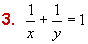 3. 1/x + 1/y = 1